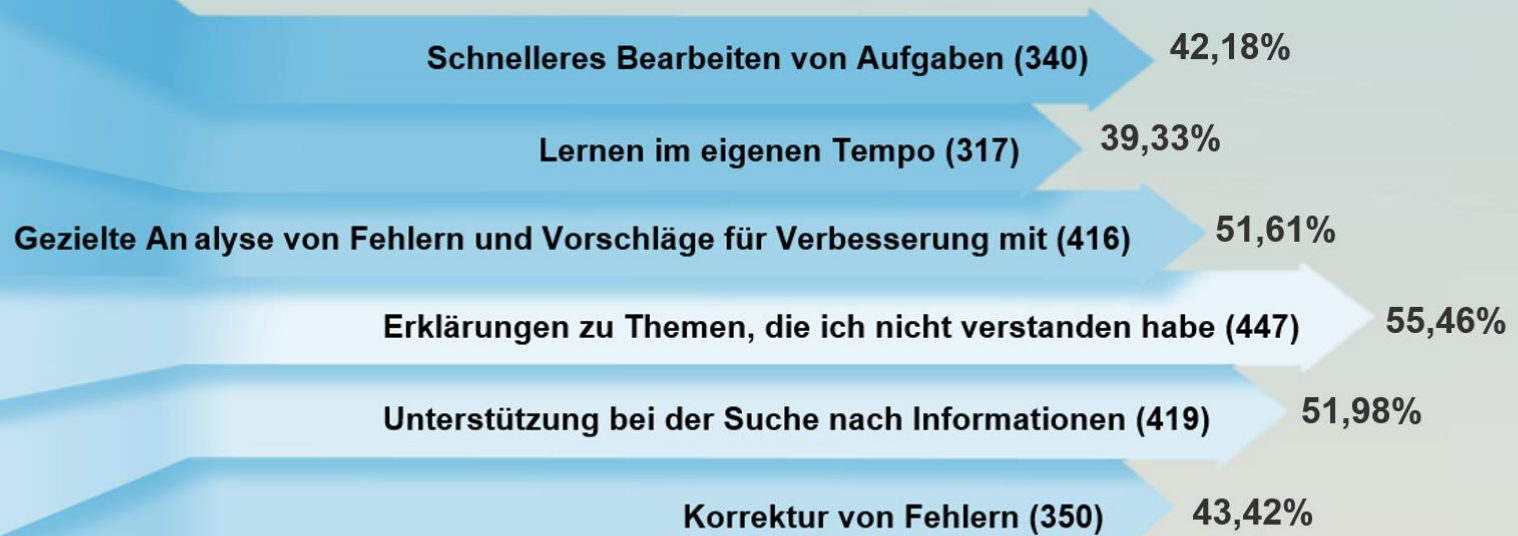 Schnelleres Bearbeiten von Aufgaben (340) 42,18%
Lernen im eigenen Tempo (317) 39,33%
Gezielte An alyse von Fehlern und Vorschläge für Verbesserung mit (416) 51,61%
Erklärungen zu Themen, die ich nicht verstanden habe (447) 55,46%
Unterstützung bei der Suche nach Informationen (419) 51,98%
Korrektur von Fehlern (350) 43,42%